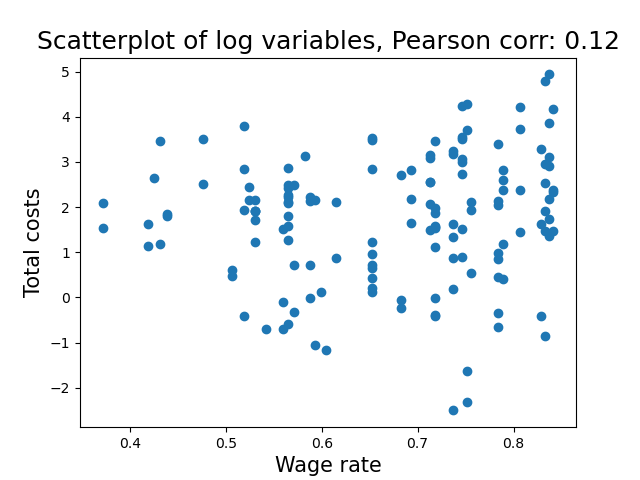 Scatterplot of log variables, Pearson corr: 0.12
5
4
3
2
1
0
−1
−2
Total costs
0.4 0.5 0.6 0.7 0.8
Wage rate